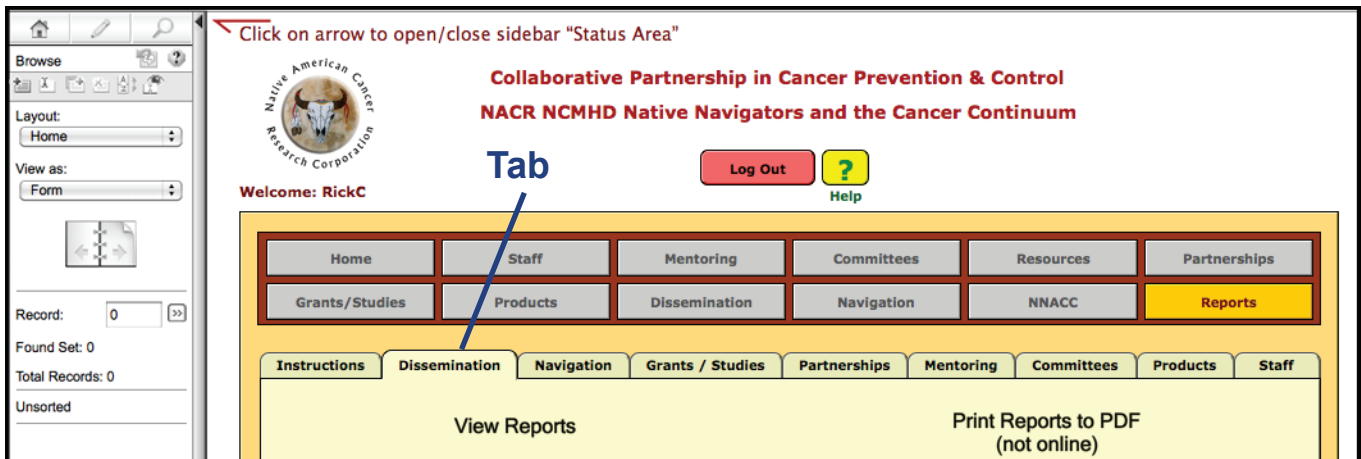 Click on arrow to open/close sidebar “Status Area”
Browse
Layout:
Home
View as:
Form
Record: 0
Found Set: 0
Total Records: 0
Unsorted
Native American Cancer
Research Corporation
Collaborative Partnership in Cancer Prevention & Control
NACR NCMHD Native Navigators and the Cancer Continuum
Tab
Log Out
?
Help
Welcome: RickC
Home Staff Mentoring Committees Resources Partnerships
Grants/Studies Products Dissemination Navigation NNACC Reports
Instructions Dissemination Navigation Grants / Studies Partnerships Mentoring Committees Products Staff
View Reports
Print Reports to PDF
(not online)